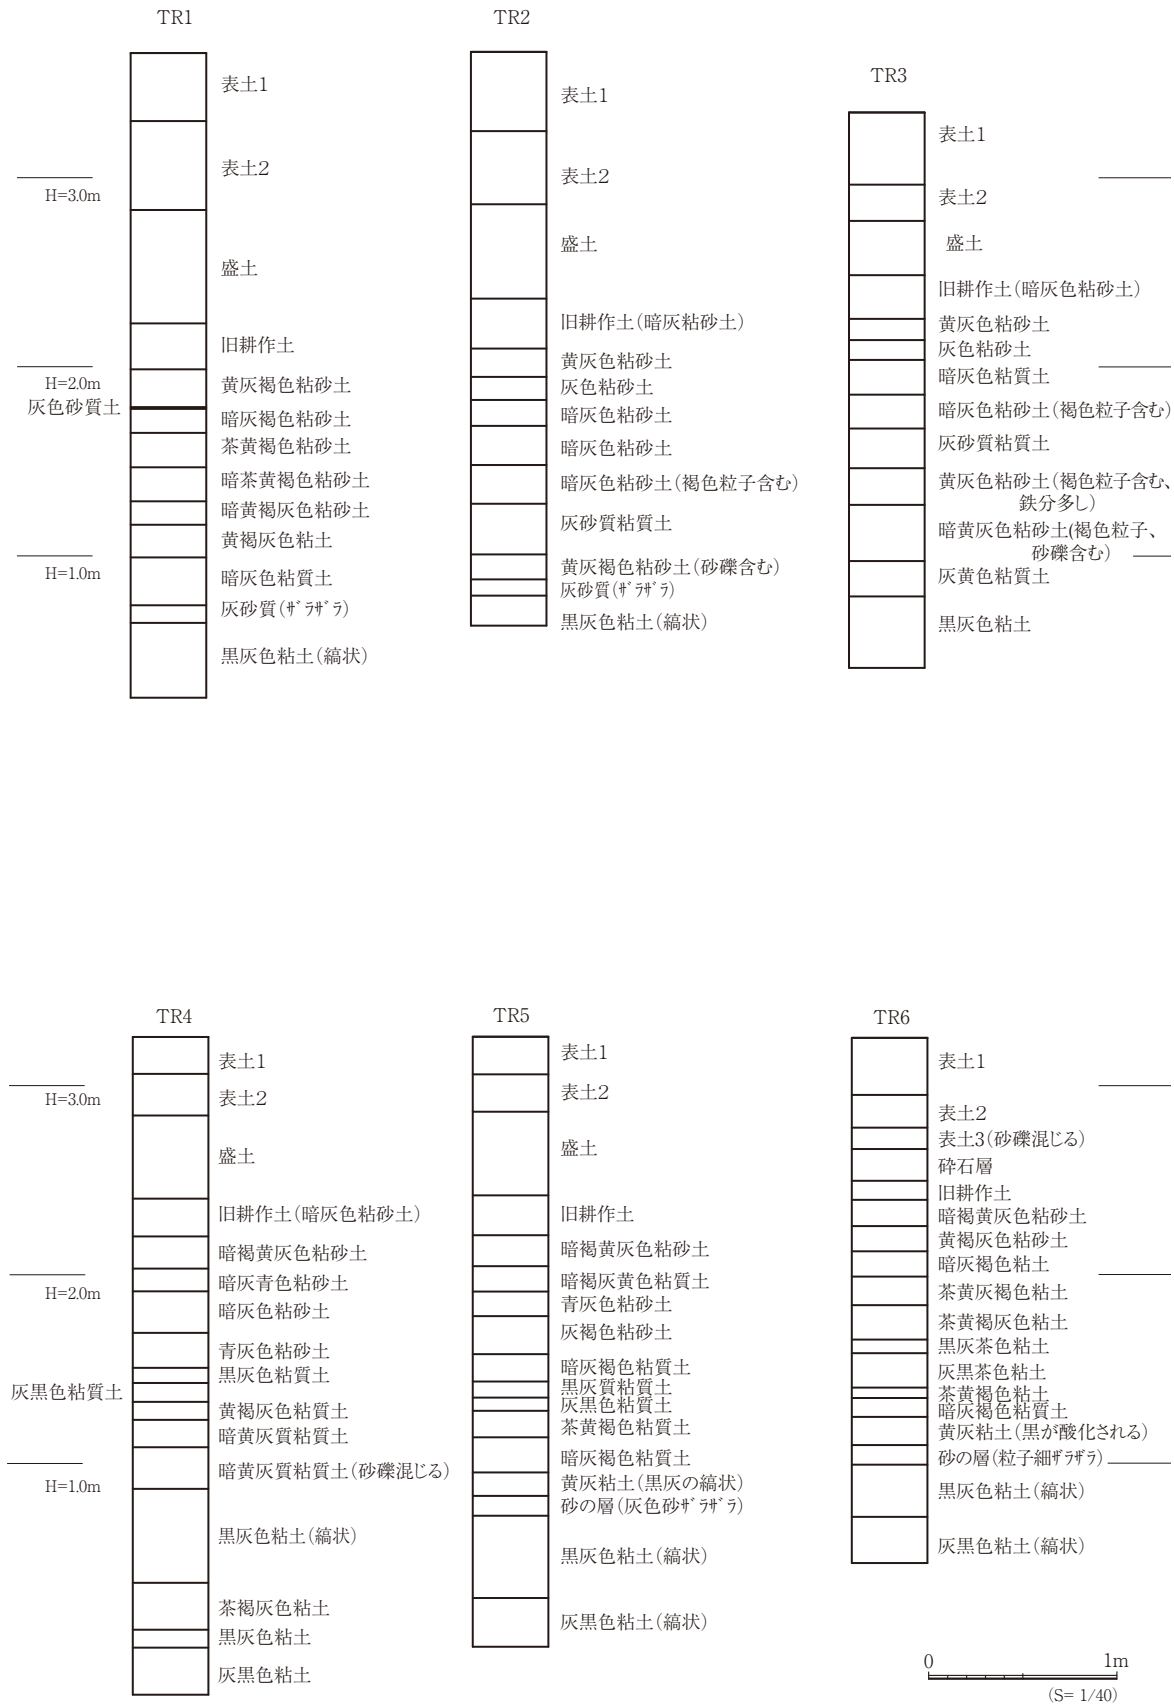 TR1
表土1
表土2
H=3.0m
盛土
旧耕作土
H=2.0m
黄灰褐色粘砂土
灰色砂質土
暗灰褐色粘砂土
茶黄褐色粘砂土
暗茶黄褐色粘砂土
暗黄褐灰色粘砂土
黄褐灰色粘土
H=1.0m
暗灰色粘質土
灰砂質(ｻﾞﾗｻﾞﾗ)
黒灰色粘土(縞状)
TR2
表土1
表土2
盛土
旧耕作土(暗灰粘砂土)
黄灰色粘砂土
灰色粘砂土
暗灰色粘砂土
暗灰色粘砂土
暗灰色粘砂土(褐色粒子含む)
灰砂質粘質土
黄灰褐色粘砂土(砂礫含む)
灰砂質(ｻﾞﾗｻﾞﾗ)
黒灰色粘土(縞状)
TR3
表土1
表土2
盛土
旧耕作土(暗灰色粘砂土)
黄灰色粘砂土
灰色粘砂土
暗灰色粘質土
暗灰色粘砂土(褐色粒子含む)
灰砂質粘質土
黄灰色粘砂土(褐色粒子含む、
鉄分多し)
暗黄灰色粘砂土(褐色粒子、
砂礫含む)
灰黄色粘質土
黒灰色粘土
TR4
表土1
H=3.0m
表土2
盛土
旧耕作土(暗灰色粘砂土)
暗褐黄灰色粘砂土
H=2.0m
暗灰青色粘砂土
暗灰色粘砂土
青灰色粘砂土
黒灰色粘質土
灰黒色粘質土
黄褐灰色粘質土
暗黄灰質粘質土
H=1.0m
暗黄灰質粘質土(砂礫混じる)
黒灰色粘土(縞状)
茶褐灰色粘土
黒灰色粘土
灰黒色粘土
TR5
表土1
表土2
盛土
旧耕作土
暗褐黄灰色粘砂土
暗褐灰黄色粘質土
青灰色粘砂土
灰褐色粘砂土
暗灰褐色粘質土
黒灰質粘質土
灰黒色粘質土
茶黄褐色粘質土
暗灰褐色粘質土
黄灰粘土(黒灰の縞状)
砂の層(灰色砂ｻﾞﾗｻﾞﾗ)
黒灰色粘土(縞状)
灰黒色粘土(縞状)
TR6
表土1
表土2
表土3(砂礫混じる)
砕石層
旧耕作土
暗褐黄灰色粘砂土
黄褐灰色粘砂土
暗灰褐色粘土
茶黄灰褐色粘土
茶黄褐灰色粘土
黒灰茶色粘土
灰黒茶色粘土
茶黄褐色粘土
暗灰褐色粘質土
黄灰粘土(黒が酸化される)
砂の層(粒子細ｻﾞﾗｻﾞﾗ)
黒灰色粘土(縞状)
灰黒色粘土(縞状)
0 1m
(S= 1/40)